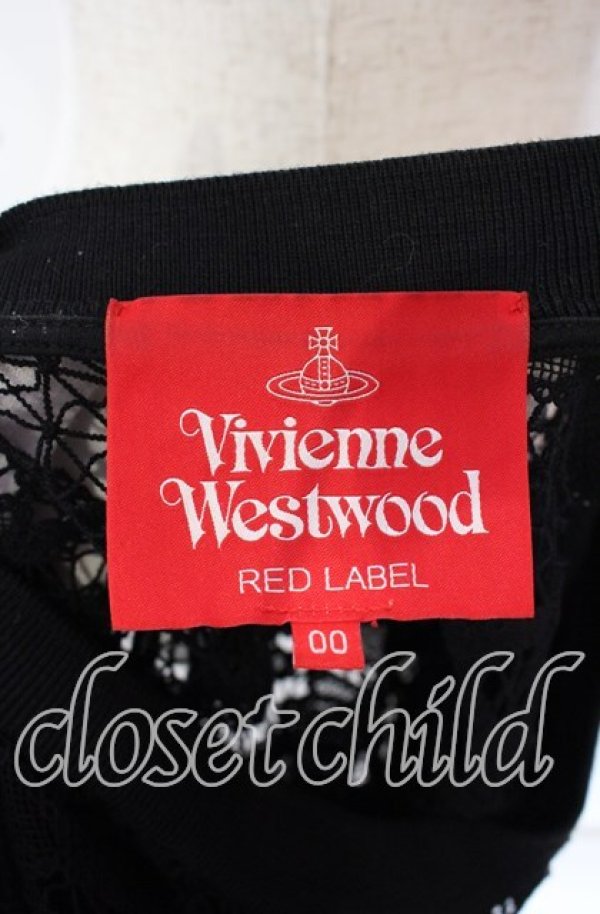 Vivienne
Westwood
RED LABEL
00
closet child